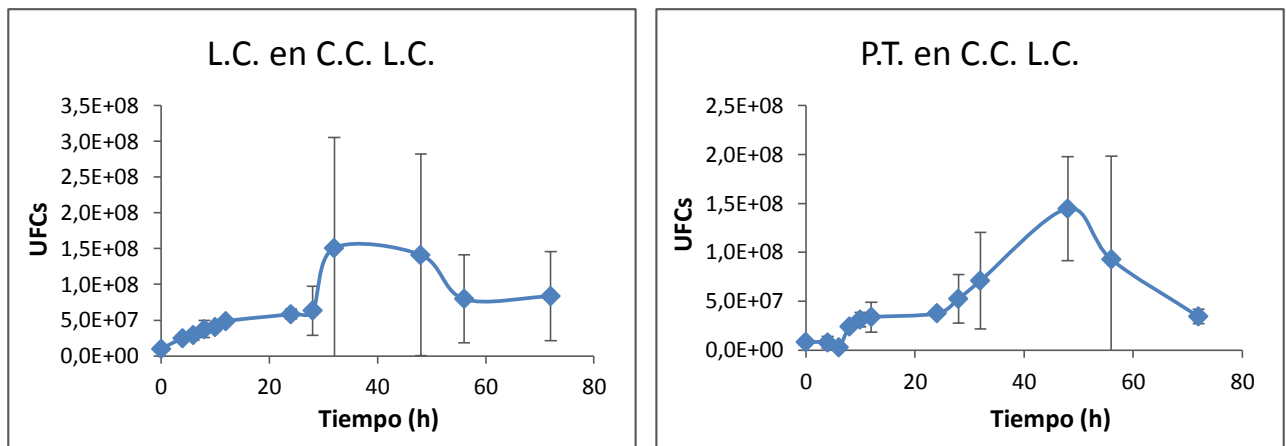 L.C. en C.C. L.C.
3,5E+08
3,0E+08
2,5E+08
2,0E+08
1,5E+08
1,0E+08
5,0E+07
0,0E+00
UFCs
0 20 40 60 80
Tiempo (h)
P.T. en C.C. L.C.
2,5E+08
2,0E+08
1,5E+08
1,0E+08
5,0E+07
0,0E+00
UFCs
0 20 40 60 80
Tiempo (h)